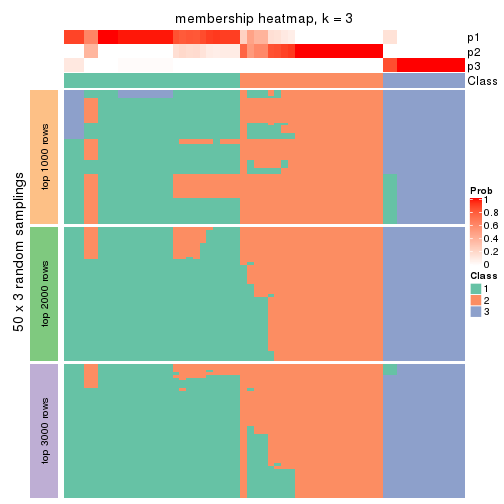 membership heatmap, k = 3
p1
p2
p3
Class
50 x 3 random samplings
top 1000 rows
top 2000 rows
top 3000 rows
Prob
1
0.8
0.6
0.4
0.2
0
Class
1
2
3